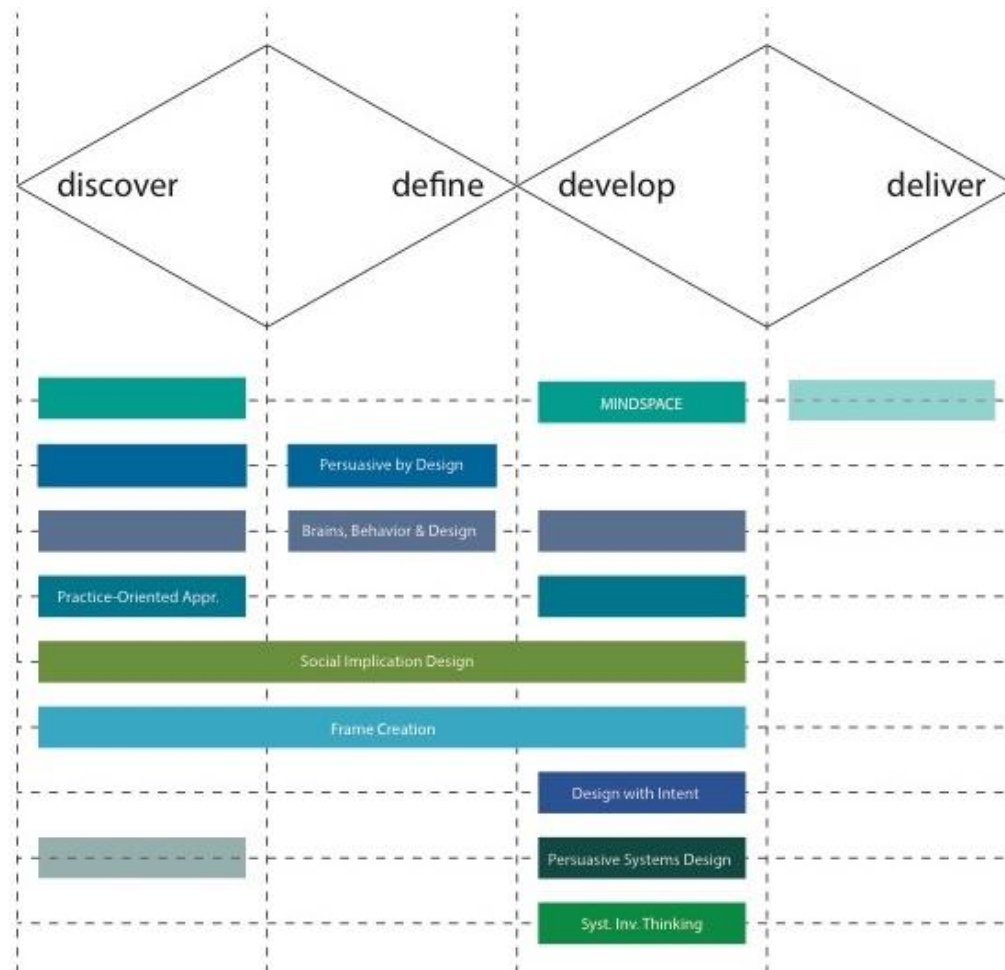 discover
define
develop
deliver
MINDSPACE
Persuasive by Design
Brains, Behavior & Design
Practice-Oriented Appr.
Social Implication Design
Frame Creation
Design with Intent
Persuasive Systems Design
Syst. Inv. Thinking